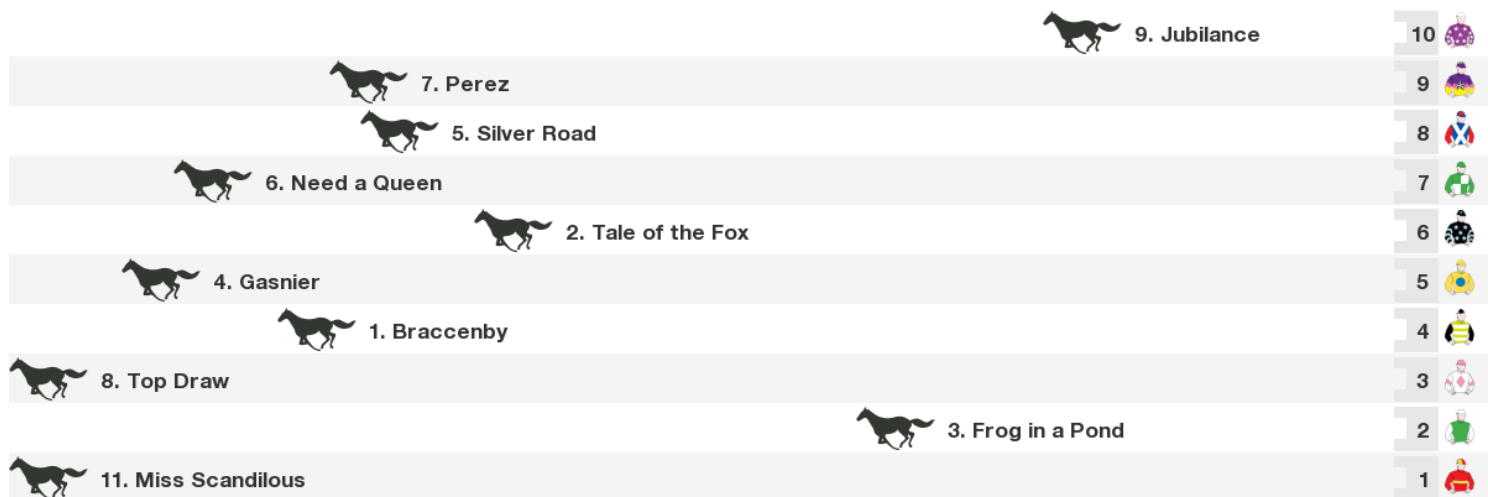 9. Jubilance 10
7. Perez 9
5. Silver Road 8
6. Need a Queen 7
2. Tale of the Fox 6
4. Gasnier 5
1. Braccenby 4
8. Top Draw 3
3. Frog in a Pond 2
11. Miss Scandilous 1